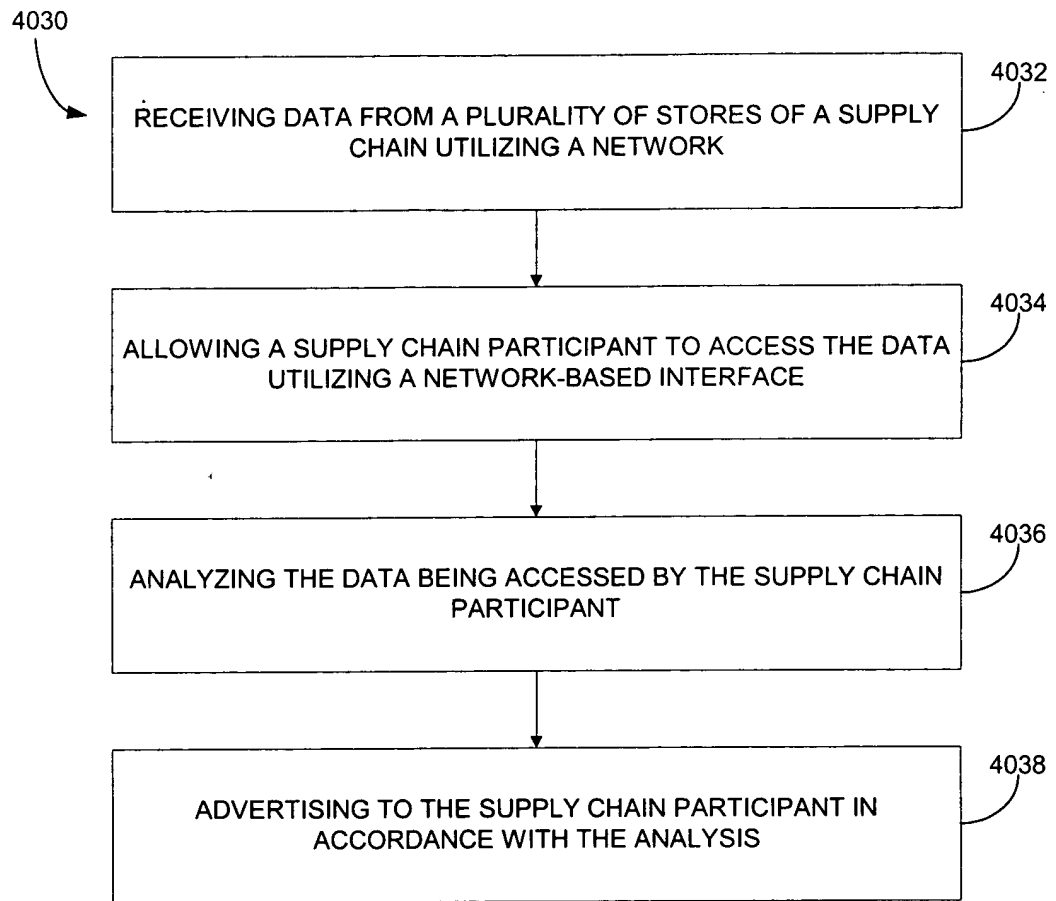 4030
4032
RECEIVING DATA FROM A PLURALITY OF STORES OF A SUPPLY
CHAIN UTILIZING A NETWORK
4034
ALLOWING A SUPPLY CHAIN PARTICIPANT TO ACCESS THE DATA
UTILIZING A NETWORK-BASED INTERFACE
4036
ANALYZING THE DATA BEING ACCESSED BY THE SUPPLY CHAIN
PARTICIPANT
4038
ADVERTISING TO THE SUPPLY CHAIN PARTICIPANT IN
ACCORDANCE WITH THE ANALYSIS